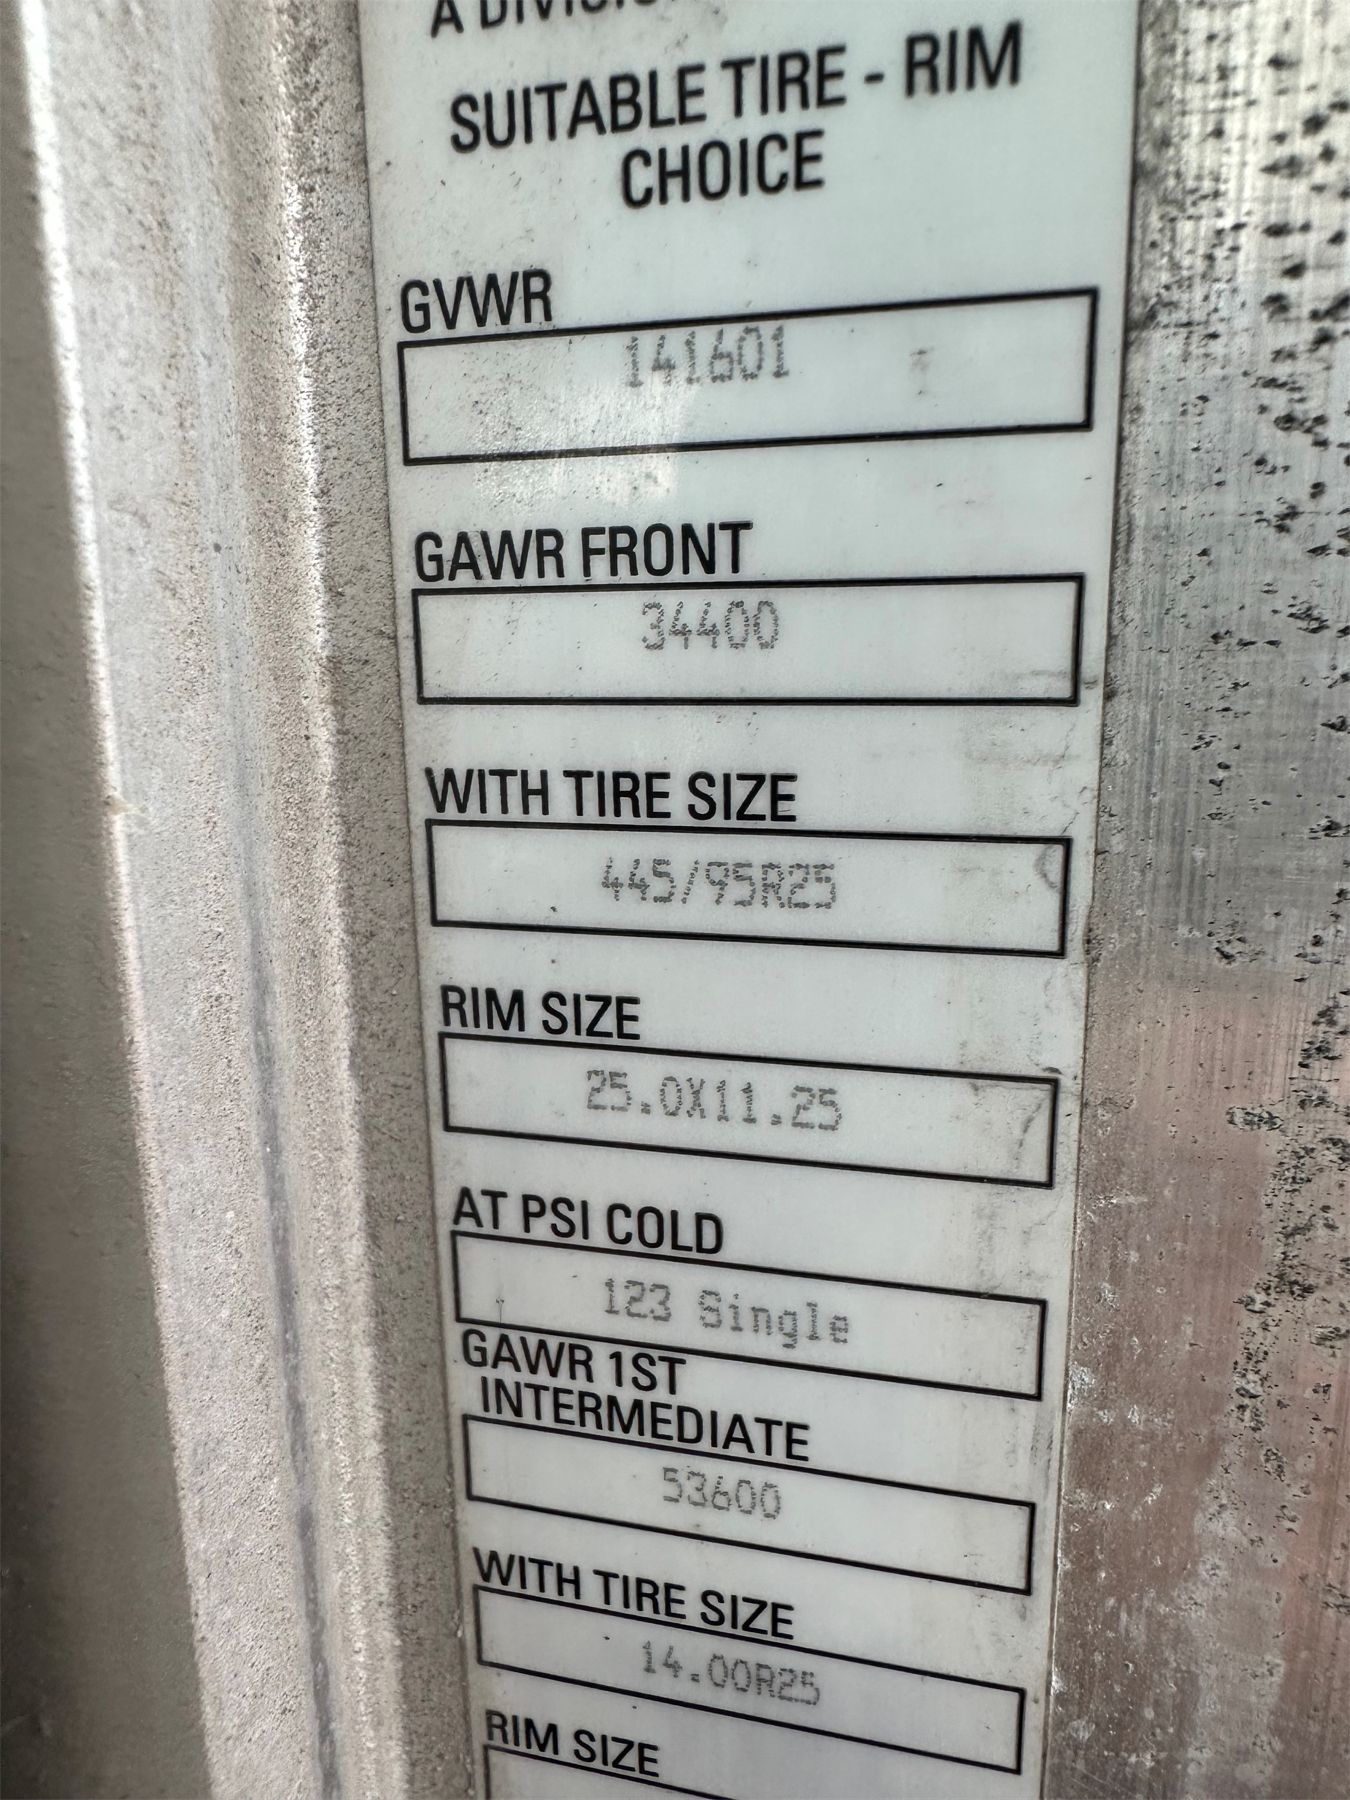 A DIVISIO
SUITABLE TIRE - RIM
CHOICE
GVWR
141601
GAWR FRONT
34400
WITH TIRE SIZE
445/95R25
RIM SIZE
25.0X11.25
AT PSI COLD
123 Single
GAWR 1ST
INTERMEDIATE
53600
WITH TIRE SIZE
14.00R25
RIM SIZE